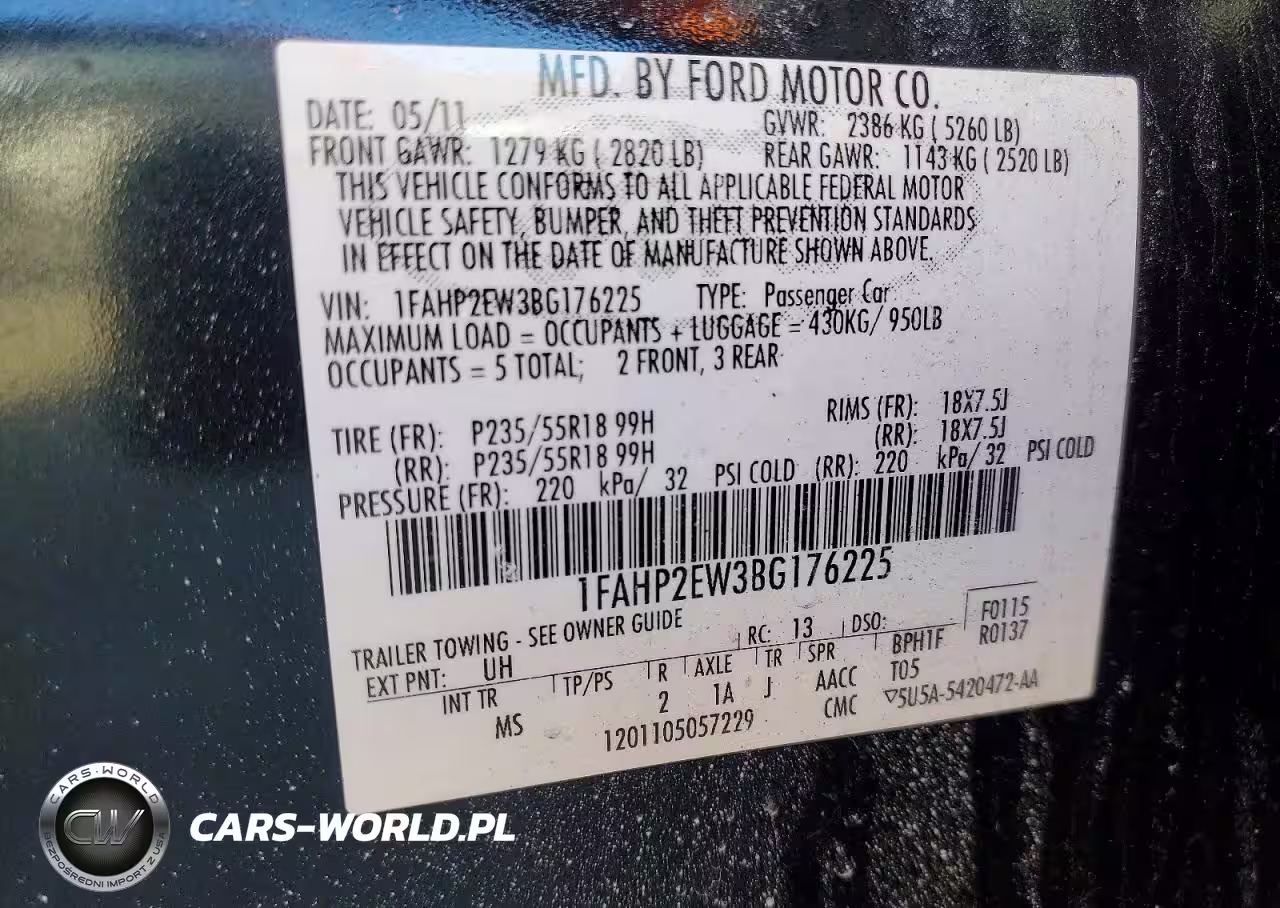 MFD. BY FORD MOTOR CO.
DATE: 05/11 GVWR: 2386 KG ( 5260 LB)
FRONT GAWR: 1279 KG ( 2820 LB) REAR GAWR: 1143 KG ( 2520 LB)
THIS VEHICLE CONFORMS TO ALL APPLICABLE FEDERAL MOTOR
VEHICLE SAFETY, BUMPER, AND THEFT PREVENTION STANDARDS
IN EFFECT ON THE DATE OF MANUFACTURE SHOWN ABOVE.
VIN: 1FAHP2EW3BG176225 TYPE: Passenger Car
MAXIMUM LOAD = OCCUPANTS + LUGGAGE = 430KG/ 950LB
OCCUPANTS = 5 TOTAL; 2 FRONT, 3 REAR
TIRE (FR): P235/55R18 99H RIMS (FR): 18X7.5J
(RR): P235/55R18 99H (RR): 18X7.5J
PRESSURE (FR): 220 kPa/ 32 PSI COLD (RR): 220 kPa/ 32 PSI COLD
1FAHP2EW3BG176225
TRAILER TOWING - SEE OWNER GUIDE
EXT PNT: UH RC: 13 DSO: F0115
INT TR TP/PS R AXLE TR SPR BPH1F R0137
MS 2 1A J AACC T05
1201105057229 CMC ▽5U5A-5420472-AA
CARS-WORLD
CW
BEZPOŚREDNI IMPORT Z USA
CARS-WORLD.PL